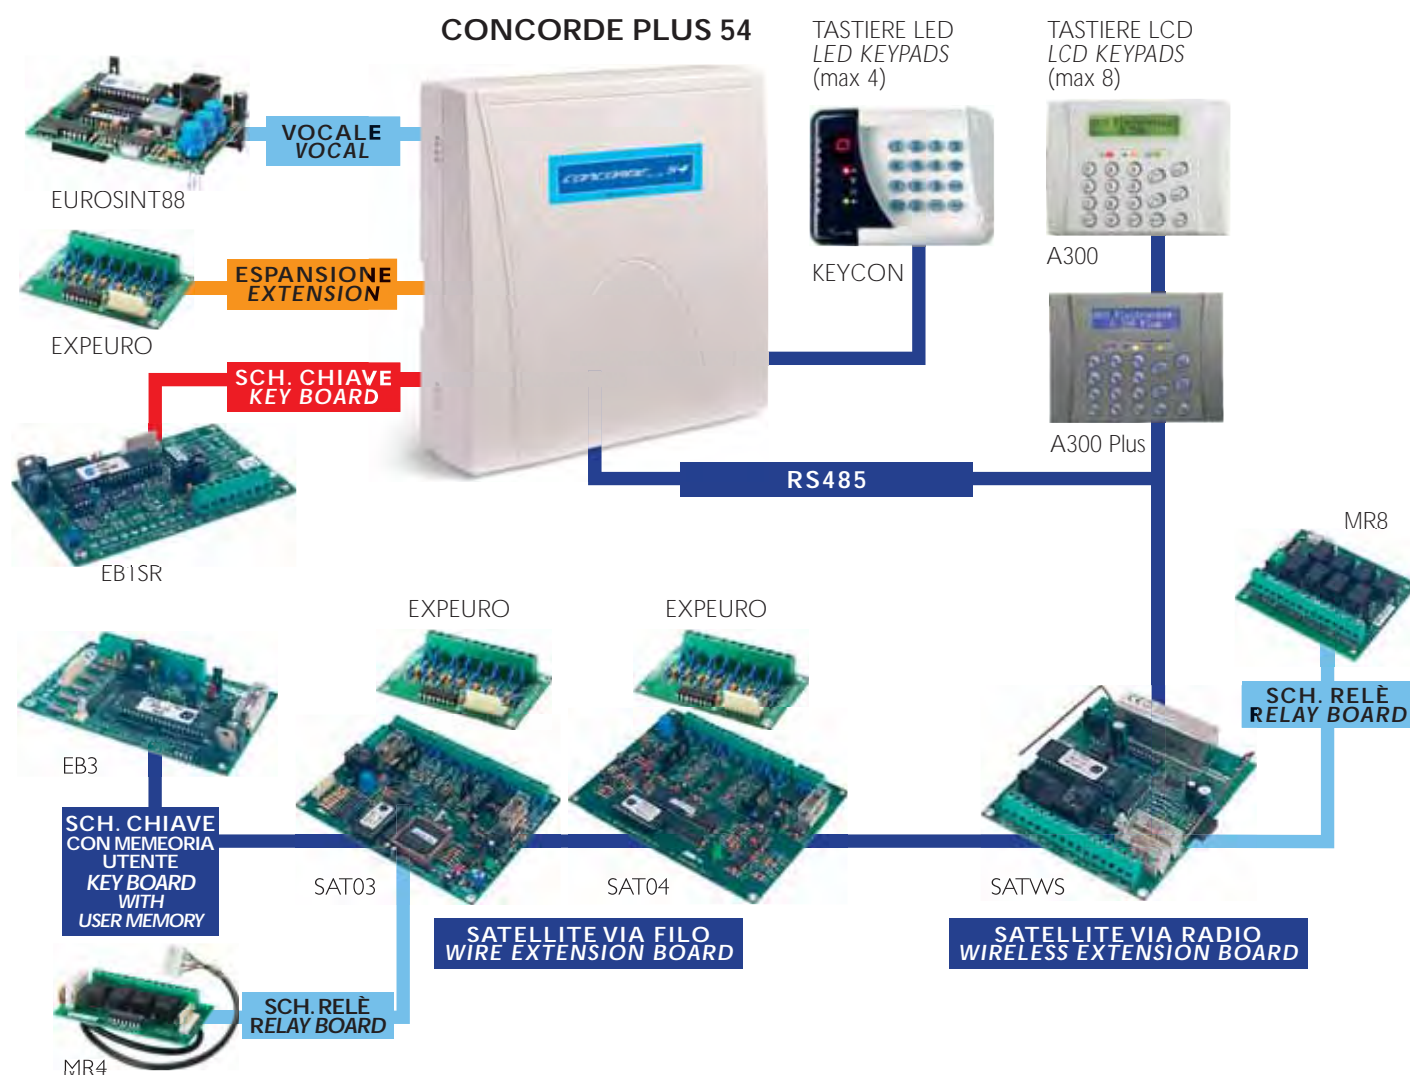 CONCORDE PLUS 54
TASTIERE LED
LED KEYPADS
(max 4)
TASTIERE LCD
LCD KEYPADS
(max 8)
VOCALE
VOCAL
EUROSINT88
CONCORDE 54
KEYCON
A300
ESPANSIONE
EXTENSION
EXPEURO
A300 Plus
SCH. CHIAVE
KEY BOARD
RS485
EB1SR
MR8
EXPEURO
EXPEURO
SCH. RELÈ
RELAY BOARD
EB3
SCH. CHIAVE
CON MEMEORIA
UTENTE
KEY BOARD
WITH
USER MEMORY
SAT03
SAT04
SATWS
SATELLITE VIA FILO
WIRE EXTENSION BOARD
SATELLITE VIA RADIO
WIRELESS EXTENSION BOARD
SCH. RELÈ
RELAY BOARD
MR4